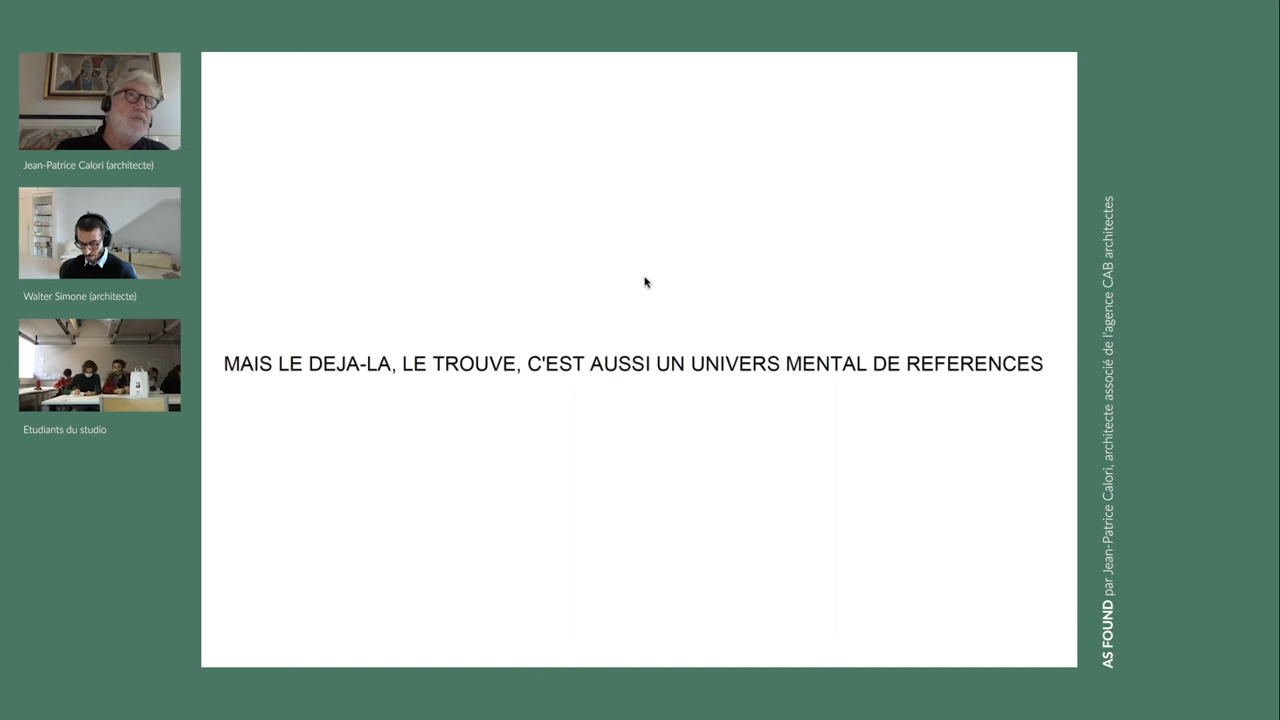 Jean-Patrice Calori (architecte)
Walter Simone (architecte)
Etudiants du studio
MAIS LE DEJA-LA, LE TROUVE, C'EST AUSSI UN UNIVERS MENTAL DE REFERENCES
AS FOUND par Jean-Patrice Calori, architecte associé de l'agence CAB architectes